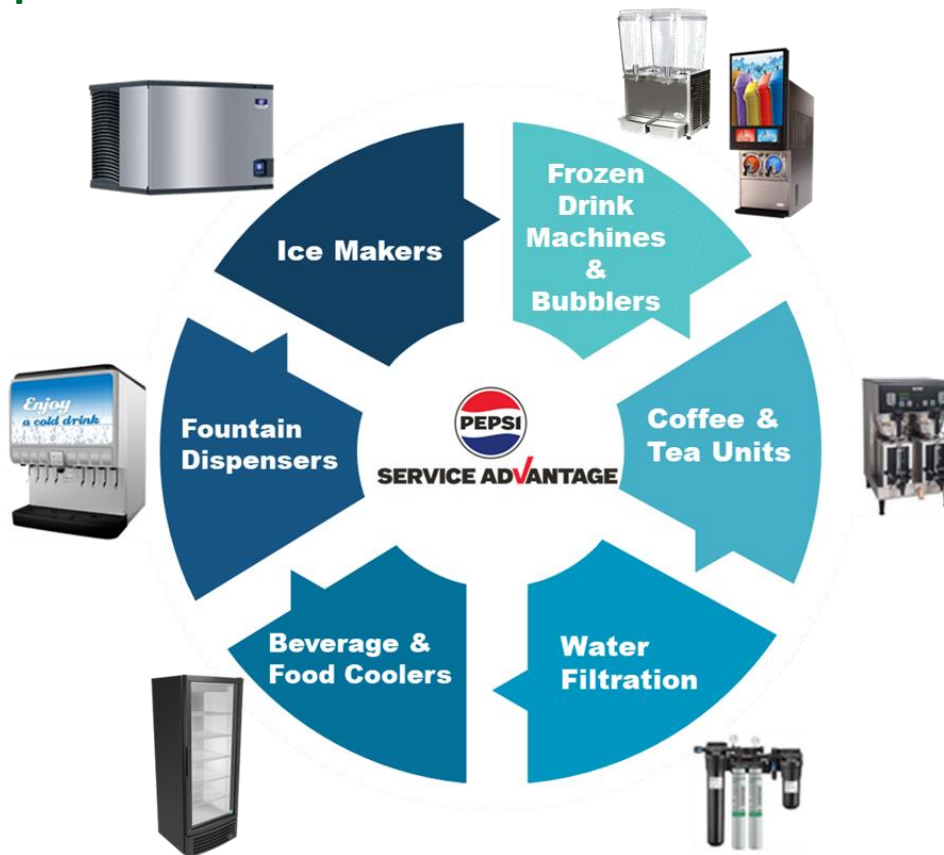 Ice Makers
Frozen
Drink
Machines
&
Bubblers
Enjoy
a cold drink
Fountain
Dispensers
PEPSI
SERVICE ADVANTAGE
Coffee &
Tea Units
Beverage &
Food Coolers
Water
Filtration